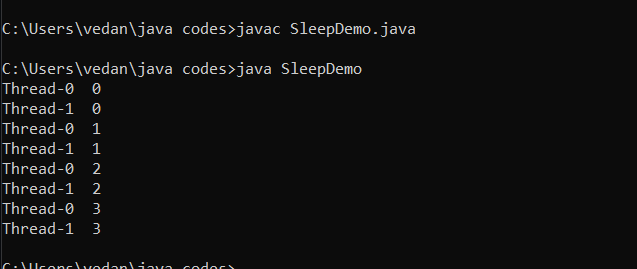 C:\Users\vedan\java codes>javac SleepDemo.java
C:\Users\vedan\java codes>java SleepDemo
Thread-0  0
Thread-1  0
Thread-0  1
Thread-1  1
Thread-0  2
Thread-1  2
Thread-0  3
Thread-1  3
C:\Users\vedan\java codes>